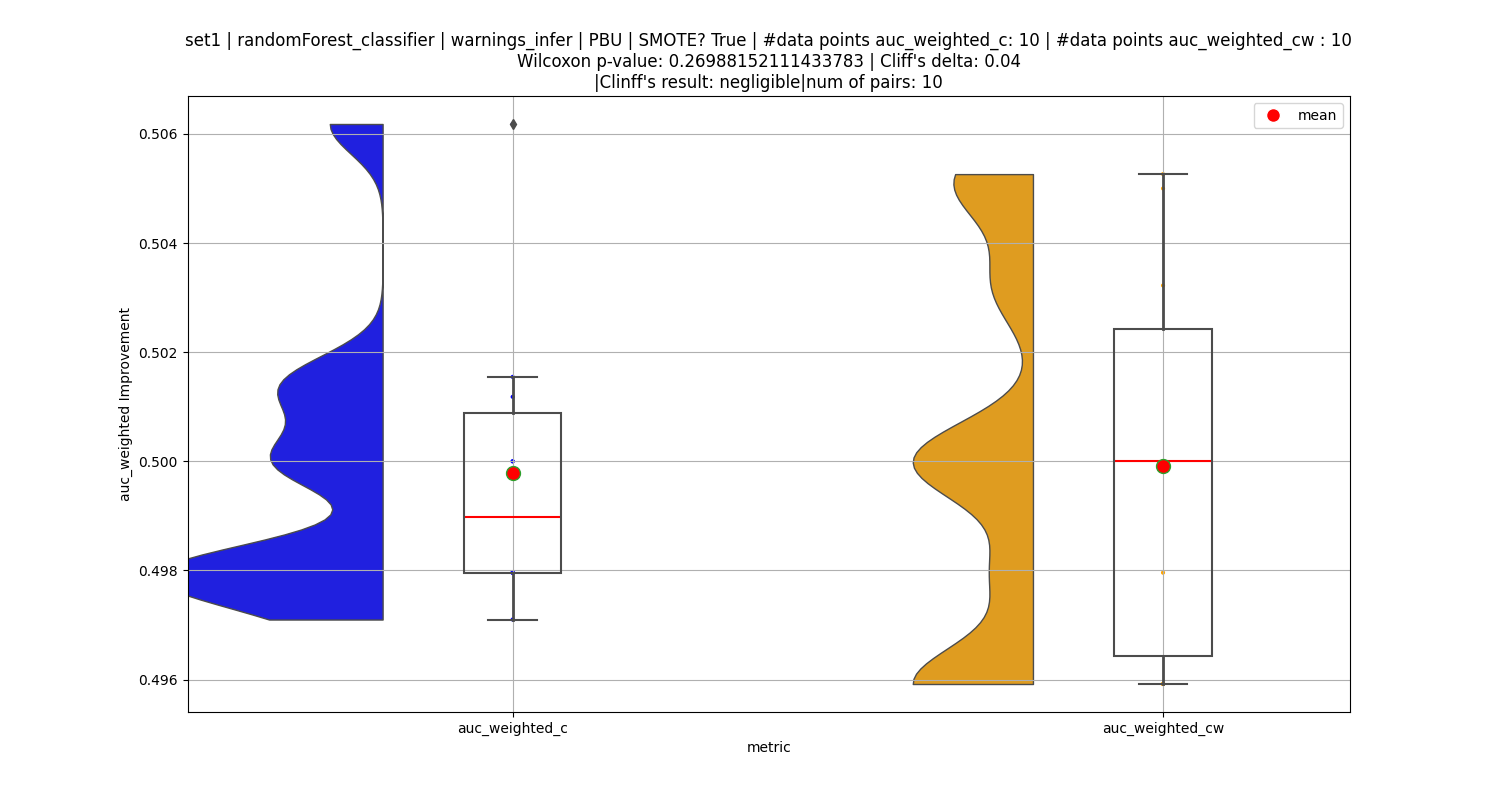 set1 | randomForest_classifier | warnings_infer | PBU | SMOTE? True | #data points auc_weighted_c: 10 | #data points auc_weighted_cw : 10
Wilcoxon p-value: 0.26988152111433783 | Cliff's delta: 0.04
|Clinff's result: negligible|num of pairs: 10
mean
0.506
0.504
0.502
0.500
0.498
0.496
auc_weighted Improvement
auc_weighted_c
auc_weighted_cw
metric